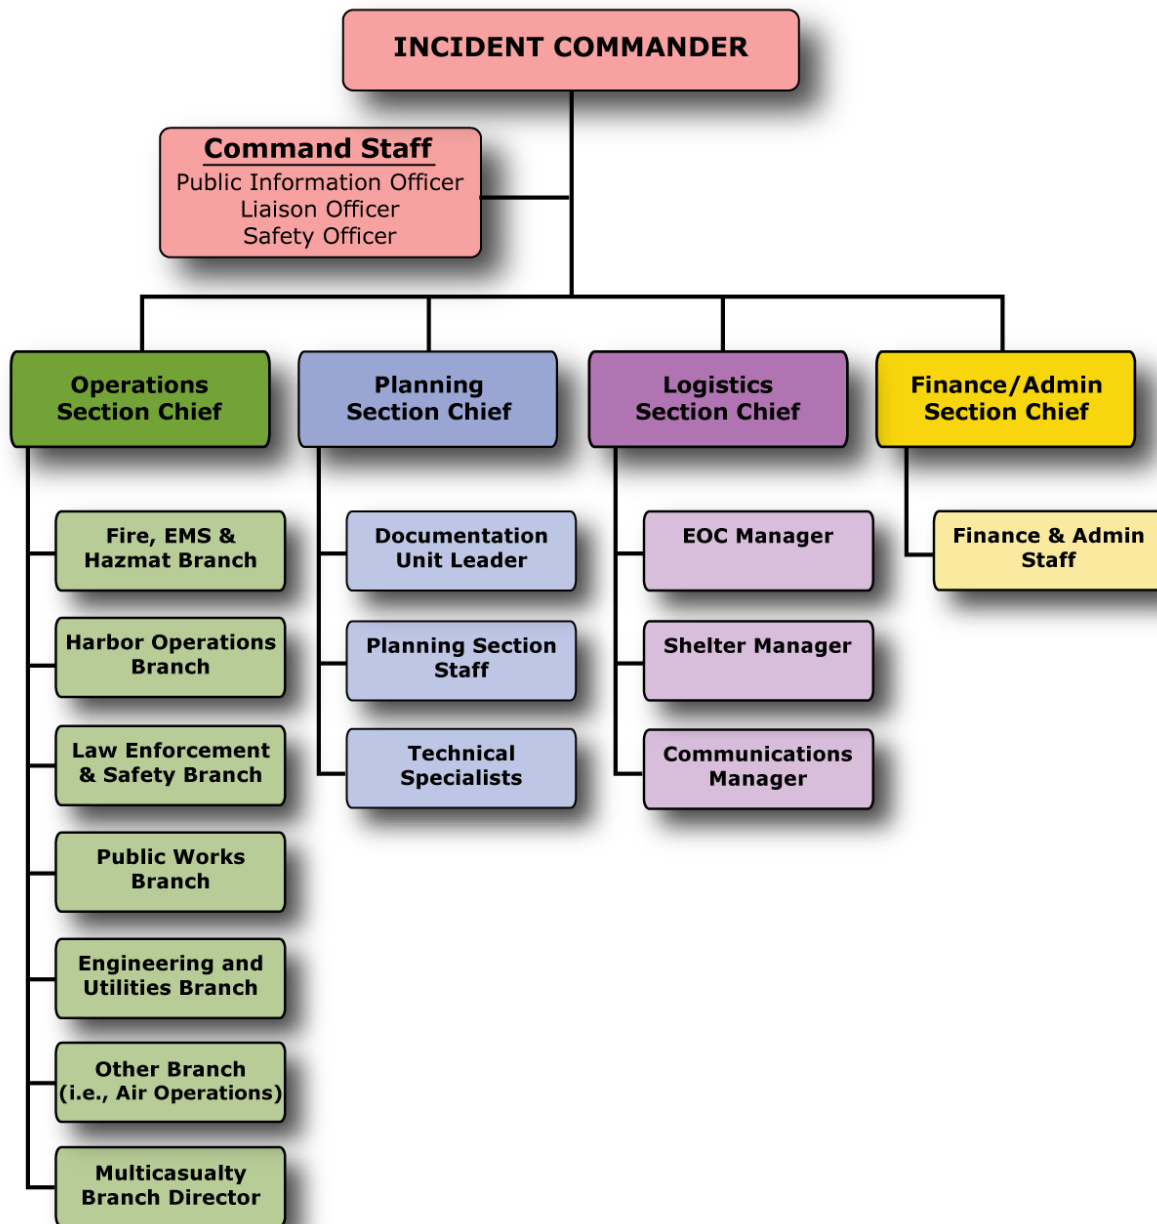 INCIDENT COMMANDER
Command Staff
Public Information Officer
Liaison Officer
Safety Officer
Operations
Section Chief
Planning
Section Chief
Logistics
Section Chief
Finance/Admin
Section Chief
Fire, EMS &
Hazmat Branch
Harbor Operations
Branch
Law Enforcement
& Safety Branch
Public Works
Branch
Engineering and
Utilities Branch
Other Branch
(i.e., Air Operations)
Multicasualty
Branch Director
Documentation
Unit Leader
Planning Section
Staff
Technical
Specialists
EOC Manager
Shelter Manager
Communications
Manager
Finance & Admin
Staff